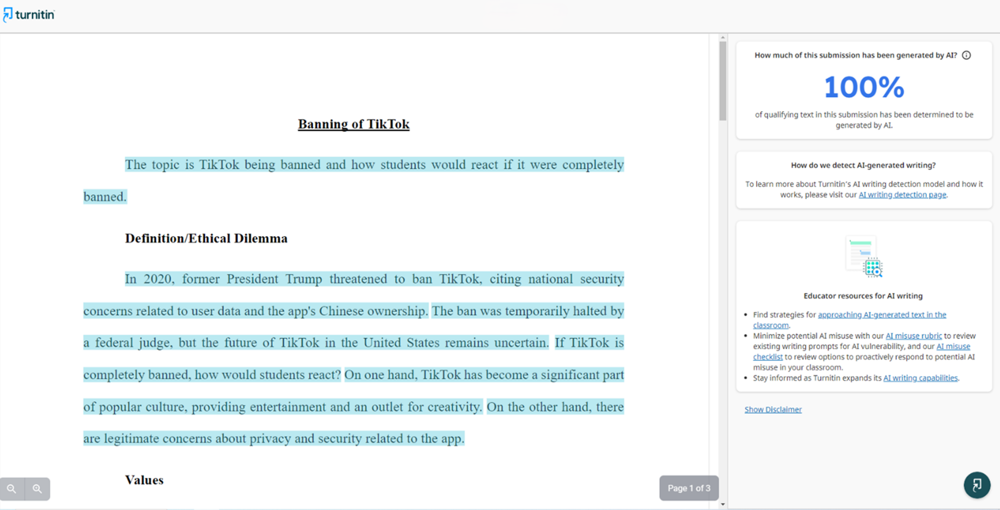 turnitin
Banning of TikTok
The topic is TikTok being banned and how students would react if it were completely
banned.
Definition/Ethical Dilemma
In 2020, former President Trump threatened to ban TikTok, citing national security
concerns related to user data and the app's Chinese ownership. The ban was temporarily halted by
a federal judge, but the future of TikTok in the United States remains uncertain. If TikTok is
completely banned, how would students react? On one hand, TikTok has become a significant part
of popular culture, providing entertainment and an outlet for creativity. On the other hand, there
are legitimate concerns about privacy and security related to the app.
Values
Page 1 of 3
How much of this submission has been generated by AI?
100%
of qualifying text in this submission has been determined to be
generated by AI.
How do we detect AI-generated writing?
To learn more about Turnitin's AI writing detection model and how it
works, please visit our AI writing detection page.
Educator resources for AI writing
• Find strategies for approaching AI-generated text in the
classroom.
• Minimize potential AI misuse with our AI misuse rubric to review
existing writing prompts for AI vulnerability, and our AI misuse
checklist to review options to proactively respond to potential AI
misuse in your classroom.
• Stay informed as Turnitin expands its AI writing capabilities.
Show Disclaimer